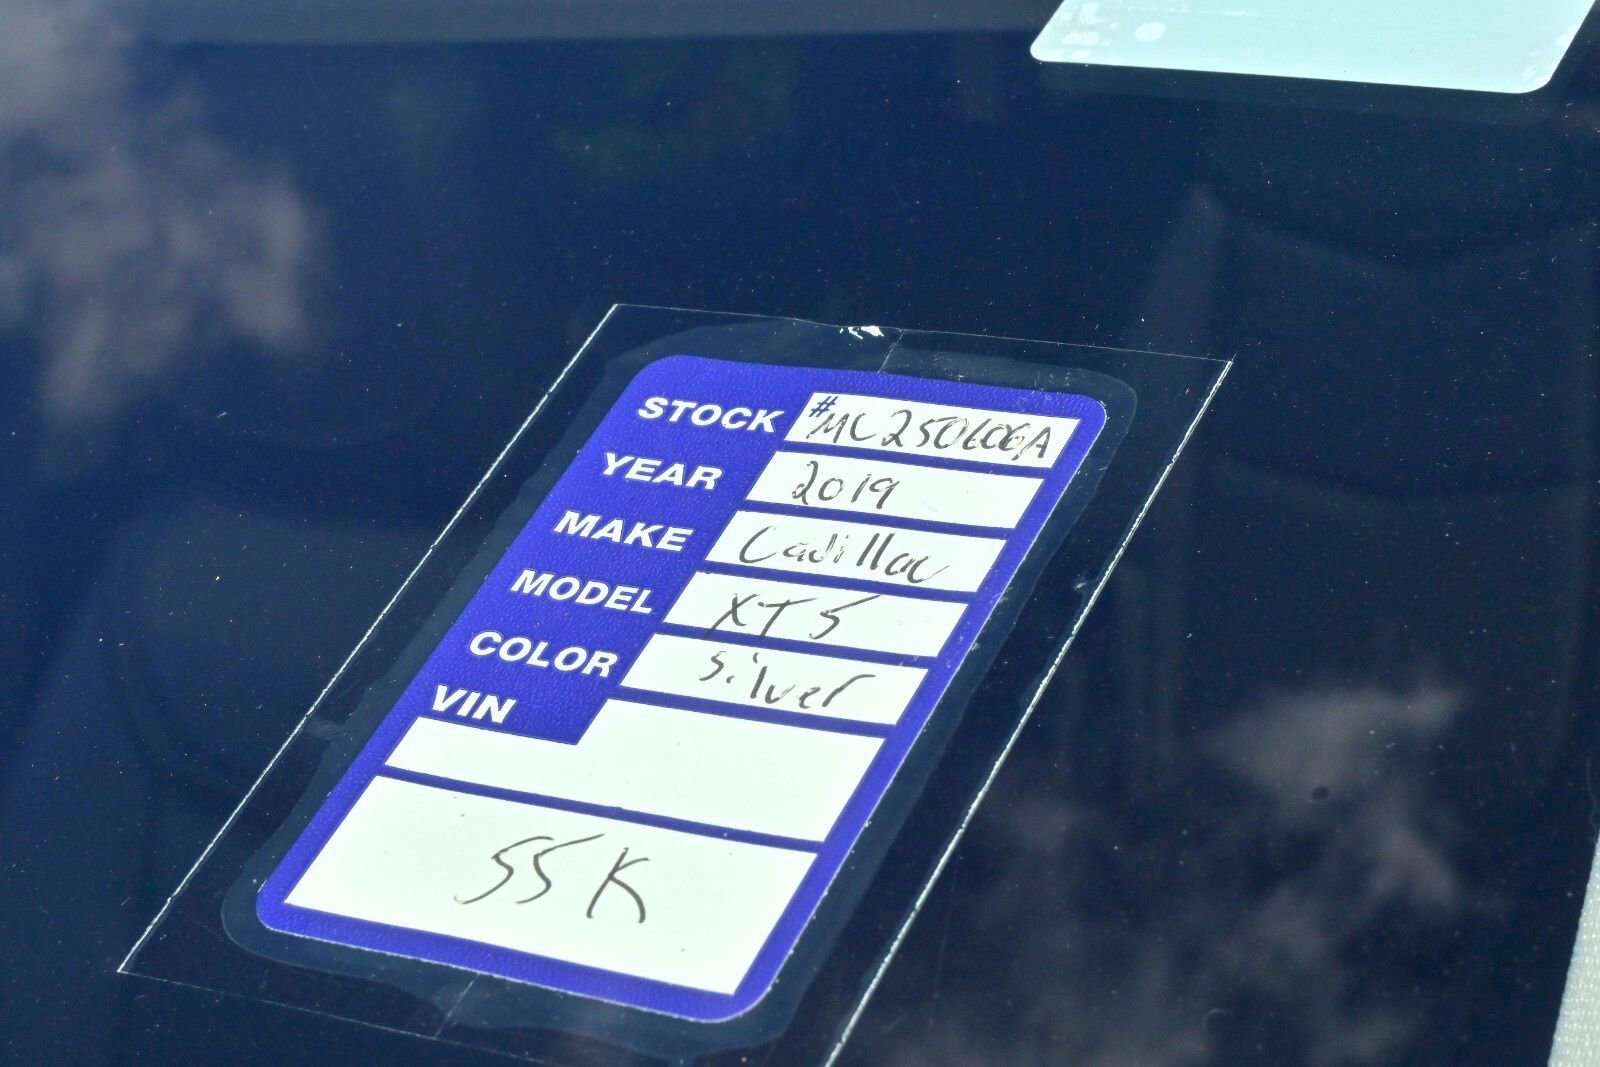 STOCK #MC250606A
YEAR 2019
MAKE Cadillac
MODEL XT5
COLOR Silver
VIN
55K